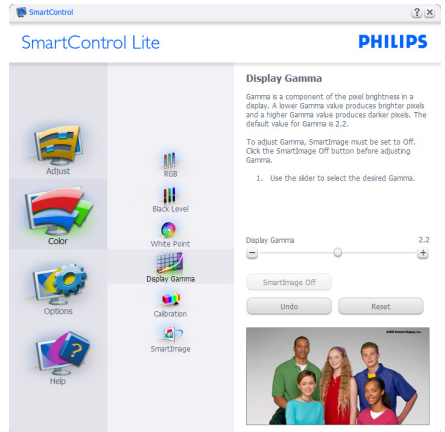 SmartControl
? ×
SmartControl Lite
PHILIPS
Adjust
Color
Options
Help
RGB
Black Level
White Point
Display Gamma
Calibration
SmartImage
Display Gamma
Gamma is a component of the pixel brightness in a
display. A lower Gamma value produces brighter pixels
and a higher Gamma value produces darker pixels. The
default value for Gamma is 2.2.
To adjust Gamma, SmartImage must be set to Off.
Click the SmartImage Off button before adjusting
Gamma.
1. Use the slider to select the desired Gamma.
Display Gamma 2.2
SmartImage Off
Undo Reset